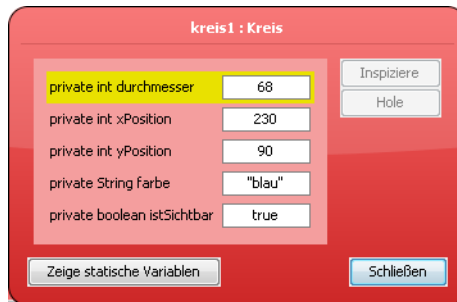 kreis1 : Kreis
private int durchmesser 68
private int xPosition 230
private int yPosition 90
private String farbe "blau"
private boolean istSichtbar true
Inspiziere
Hole
Zeige statische Variablen
Schließen